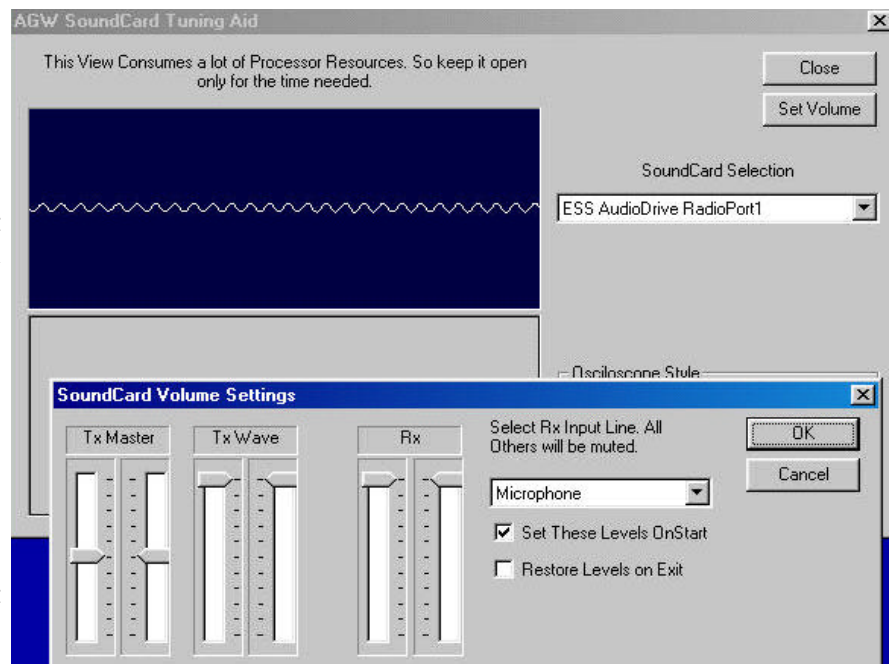 AGW SoundCard Tuning Aid
This View Consumes a lot of Processor Resources. So keep it open
only for the time needed.
Close
Set Volume
SoundCard Selection
ESS AudioDrive RadioPort1
Osciloscope Style
SoundCard Volume Settings
Tx Master
Tx Wave
Rx
Select Rx Input Line. All
Others will be muted.
OK
Cancel
Microphone
Set These Levels OnStart
Restore Levels on Exit